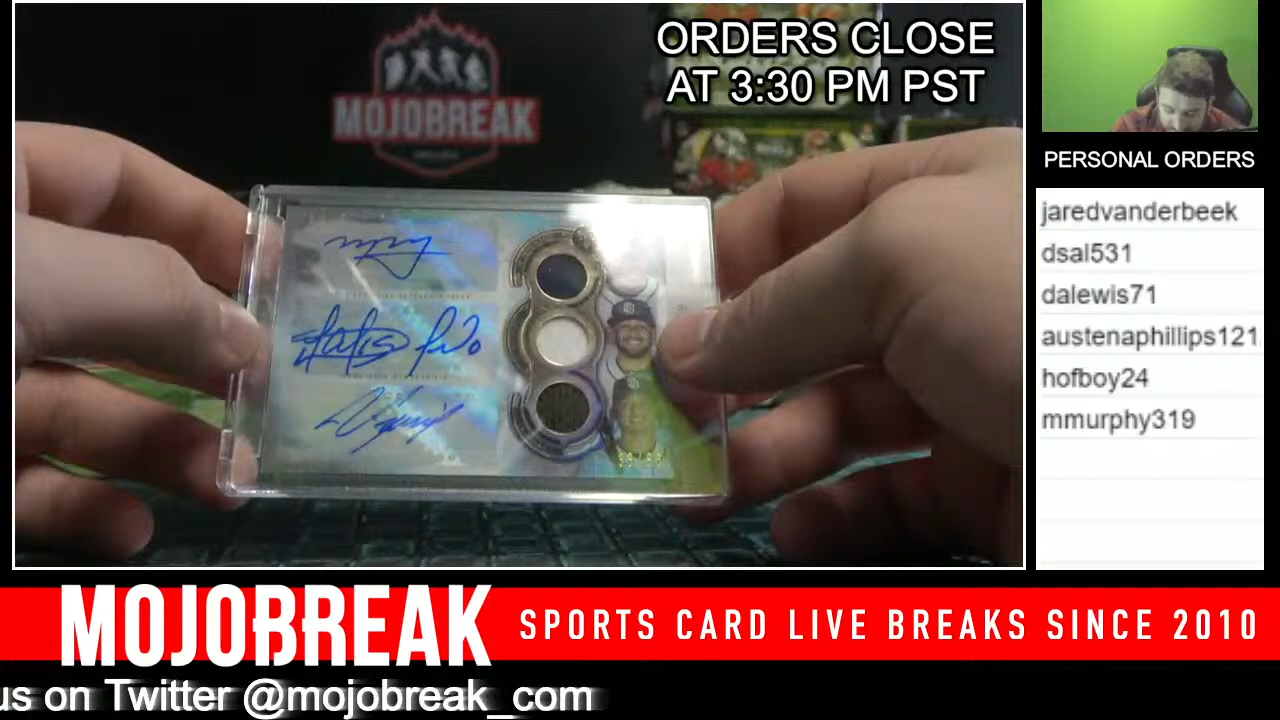 ORDERS CLOSE
AT 3:30 PM PST
MOJOBREAK
PERSONAL ORDERS
jaredvanderbeek
dsal531
dalewis71
austenaphillips121
hofboy24
mmurphy319
MOJOBREAK
SPORTS CARD LIVE BREAKS SINCE 2010
us on Twitter @mojobreak_com